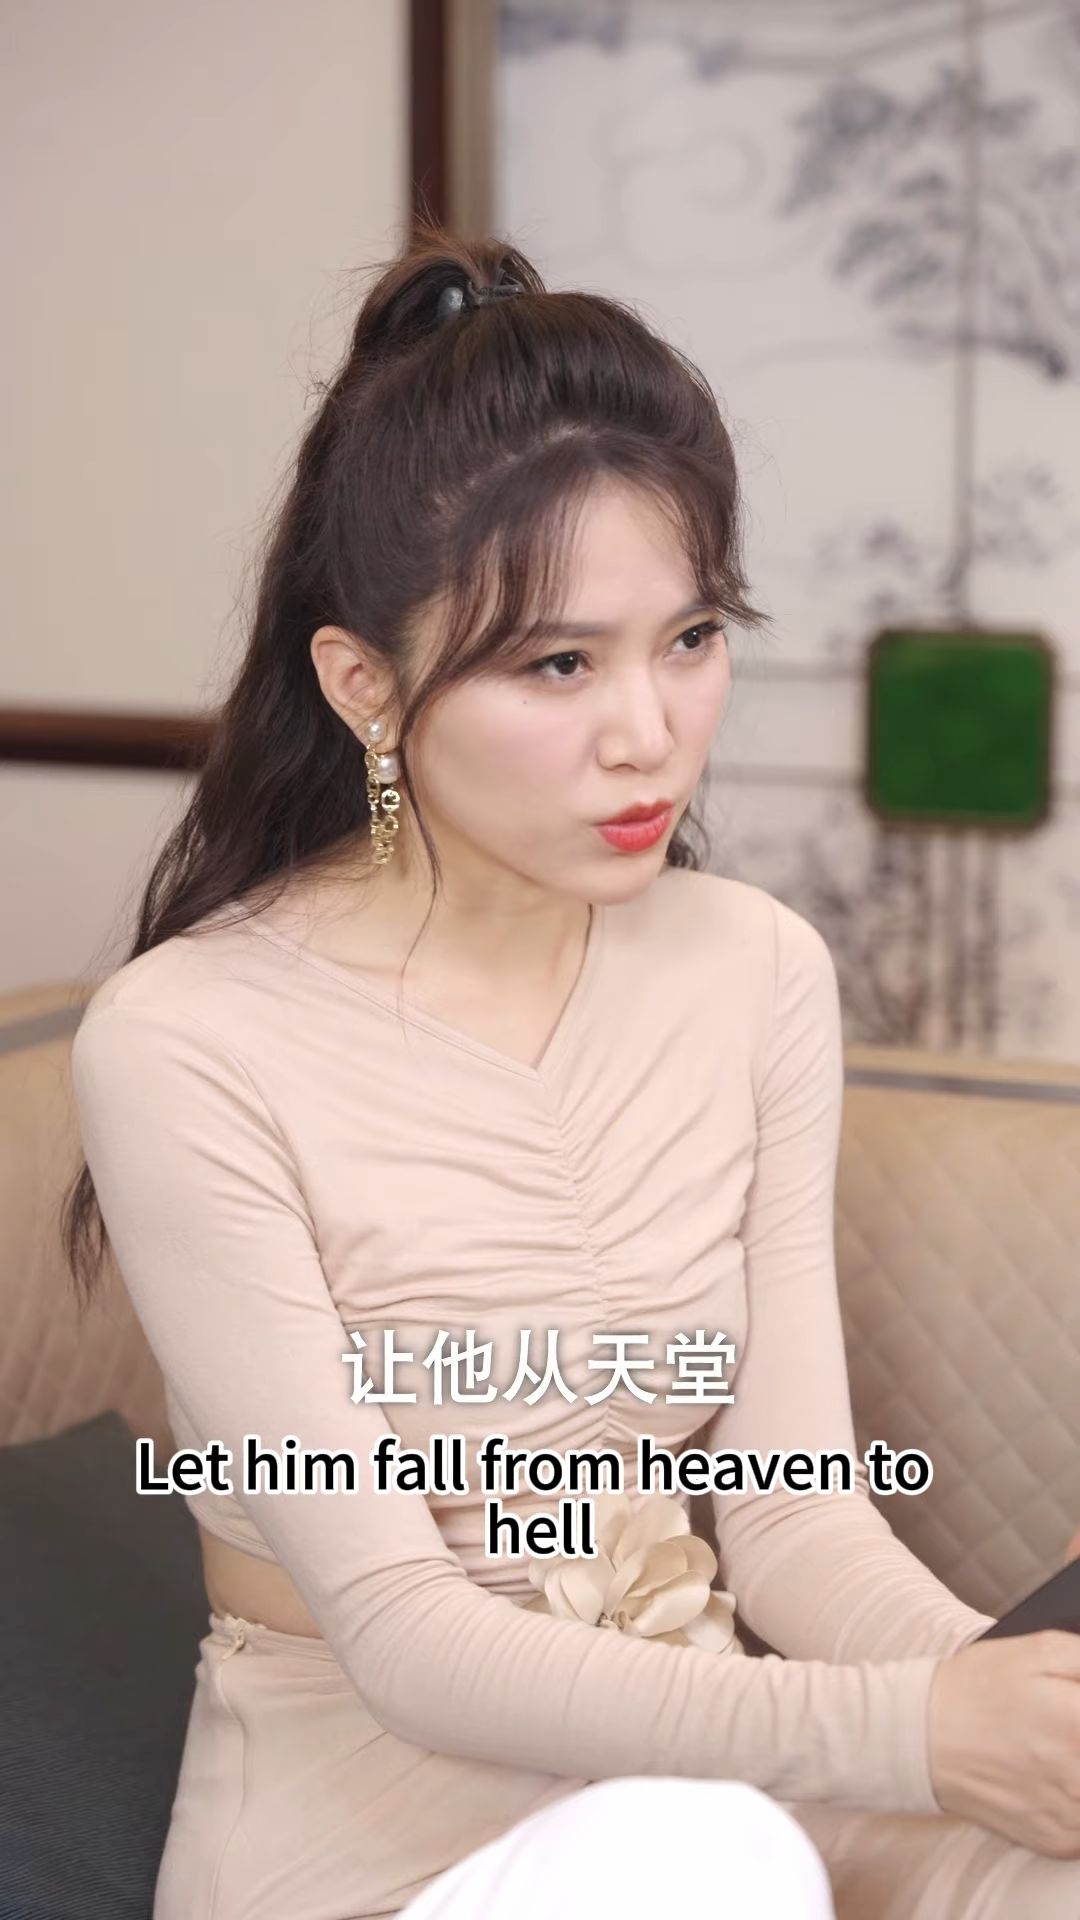 让他从天堂
Let him fall from heaven to
hell